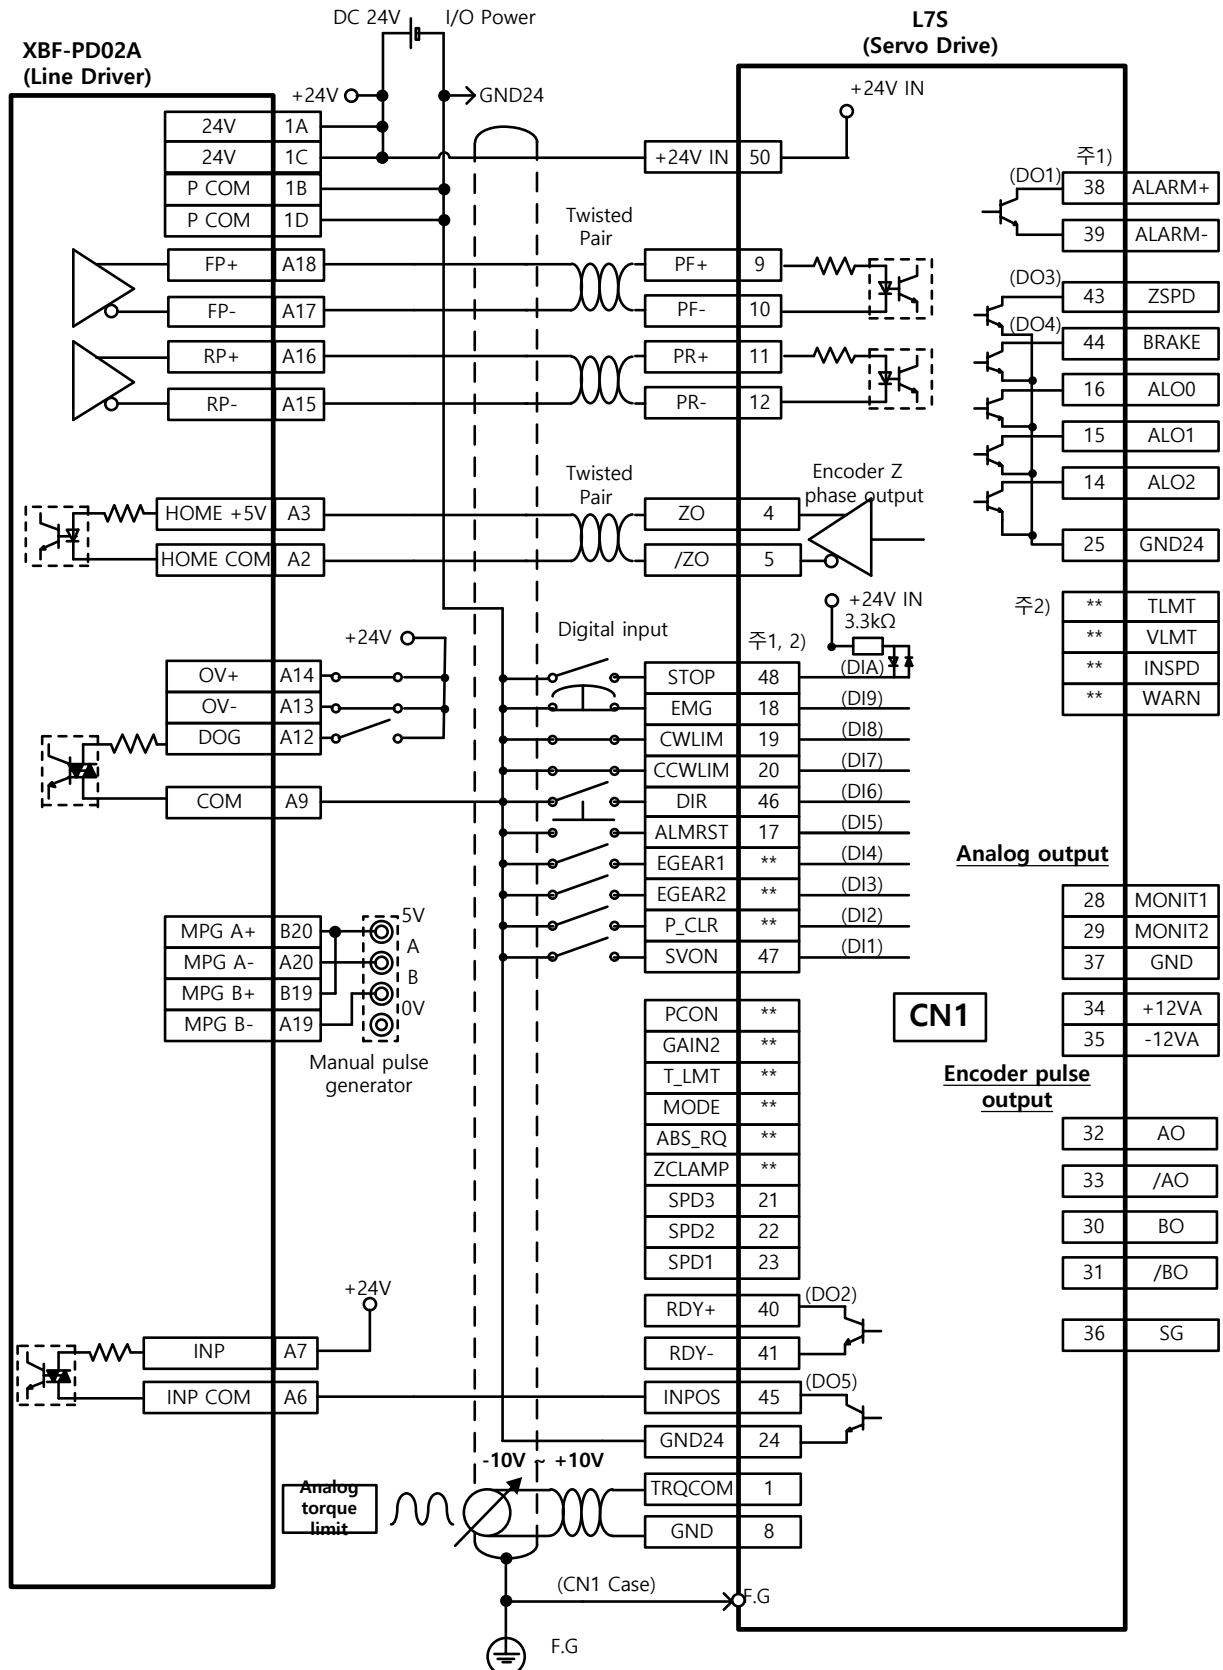 DC 24V
I/O Power
XBF-PD02A
(Line Driver)
L7S
(Servo Drive)
+24V
GND24
+24V IN
24V 1A
24V 1C
P COM 1B
P COM 1D
+24V IN 50
주1)
(DO1)
38 ALARM+
39 ALARM-
Twisted
Pair
FP+ A18
FP- A17
RP+ A16
RP- A15
PF+ 9
PF- 10
PR+ 11
PR- 12
(DO3)
43 ZSPD
(DO4)
44 BRAKE
16 ALO0
15 ALO1
14 ALO2
25 GND24
Twisted
Pair
Encoder Z
phase output
HOME +5V A3
HOME COM A2
ZO 4
/ZO 5
주2)
** TLMT
** VLMT
** INSPD
** WARN
+24V IN
3.3kΩ
+24V
Digital input
주1, 2)
OV+ A14
OV- A13
DOG A12
COM A9
STOP 48 (DIA)
EMG 18 (DI9)
CWLIM 19 (DI8)
CCWLIM 20 (DI7)
DIR 46 (DI6)
ALMRST 17 (DI5)
EGEAR1 ** (DI4)
EGEAR2 ** (DI3)
P_CLR ** (DI2)
SVON 47 (DI1)
Analog output
28 MONIT1
29 MONIT2
37 GND
34 +12VA
35 -12VA
MPG A+ B20
MPG A- A20
MPG B+ B19
MPG B- A19
5V
A
B
0V
Manual pulse
generator
PCON **
GAIN2 **
T_LMT **
MODE **
ABS_RQ **
ZCLAMP **
SPD3 21
SPD2 22
SPD1 23
CN1
Encoder pulse
output
32 AO
33 /AO
30 BO
31 /BO
36 SG
+24V
INP A7
INP COM A6
RDY+ 40 (DO2)
RDY- 41
INPOS 45 (DO5)
GND24 24
-10V ~ +10V
Analog
torque
limit
TRQCOM 1
GND 8
(CN1 Case)
F.G
F.G